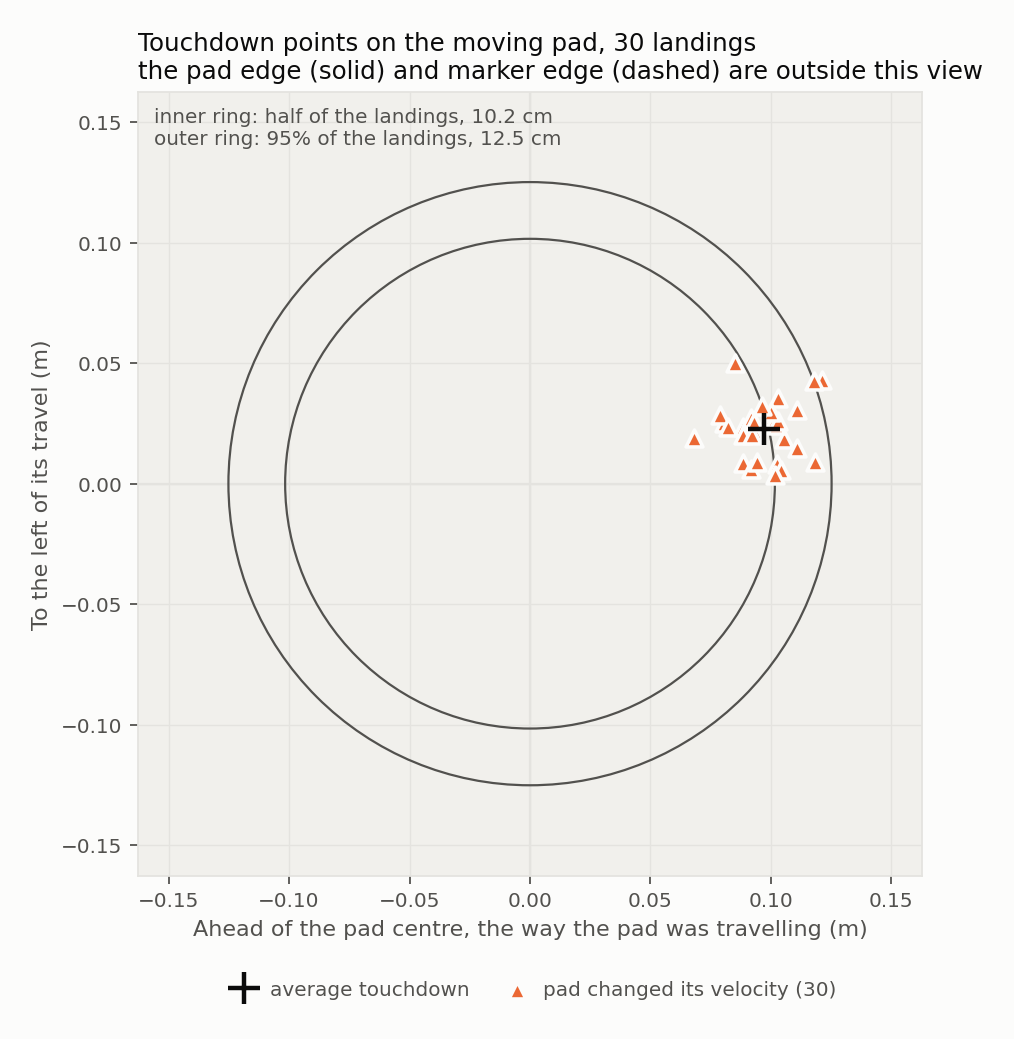 Touchdown points on the moving pad, 30 landings
the pad edge (solid) and marker edge (dashed) are outside this view
inner ring: half of the landings, 10.2 cm
outer ring: 95% of the landings, 12.5 cm
To the left of its travel (m)
0.15
0.10
0.05
0.00
−0.05
−0.10
−0.15
−0.15 −0.10 −0.05 0.00 0.05 0.10 0.15
Ahead of the pad centre, the way the pad was travelling (m)
average touchdown
pad changed its velocity (30)